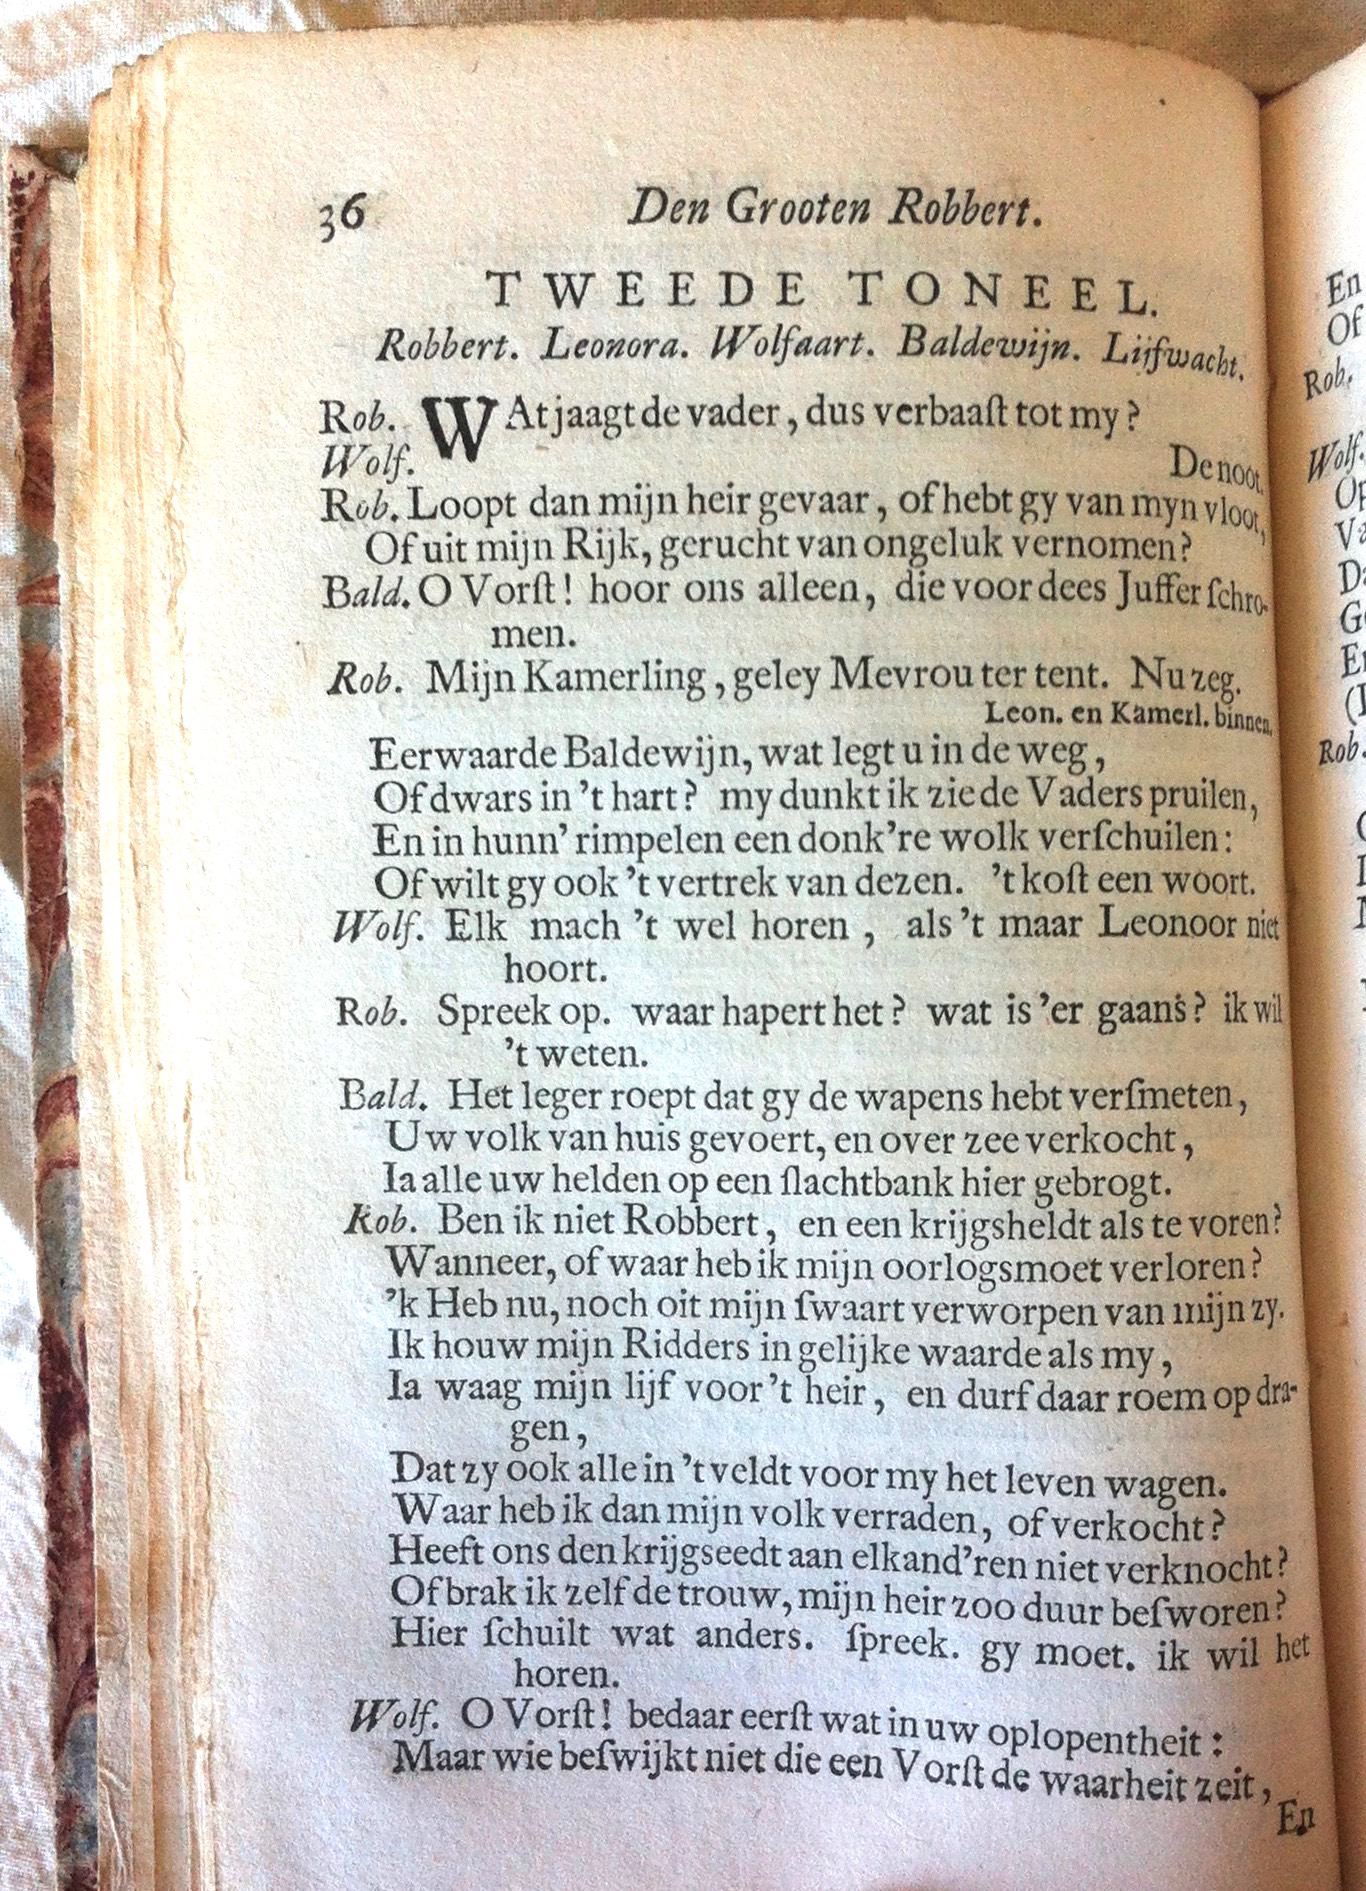 36 Den Grooten Robbert.
TWEEDE TONEEL.
Robbert. Leonora. Wolfaart. Baldewijn. Lijfwacht.
Rob. WAt jaagt de vader, dus verbaaſt tot my?
Wolf. De noot.
Rob. Loopt dan mijn heir gevaar, of hebt gy van myn vloot,
Of uit mijn Rijk, gerucht van ongeluk vernomen?
Bald. O Vorſt! hoor ons alleen, die voor dees Juffer ſchro-
men.
Rob. Mijn Kamerling, geley Mevrou ter tent. Nu zeg.
Leon. en Kamerl. binnen.
Eerwaarde Baldewijn, wat legt u in de weg,
Of dwars in 't hart? my dunkt ik zie de Vaders pruilen,
En in hunn' rimpelen een donk're wolk verſchuilen:
Of wilt gy ook 't vertrek van dezen. 't koſt een woort.
Wolf. Elk mach 't wel horen, als 't maar Leonoor niet
hoort.
Rob. Spreek op. waar hapert het? wat is 'er gaans? ik wil
't weten.
Bald. Het leger roept dat gy de wapens hebt verſmeten,
Uw volk van huis gevoert, en over zee verkocht,
Ia alle uw helden op een ſlachtbank hier gebrogt.
Rob. Ben ik niet Robbert, en een krijgsheldt als te voren?
Wanneer, of waar heb ik mijn oorlogsmoet verloren?
'k Heb nu, noch oit mijn ſwaart verworpen van mijn zy.
Ik houw mijn Ridders in gelijke waarde als my,
Ia waag mijn lijf voor 't heir, en durf daar roem op dra-
gen,
Dat zy ook alle in 't veldt voor my het leven wagen.
Waar heb ik dan mijn volk verraden, of verkocht?
Heeft ons den krijgseedt aan elkand'ren niet verknocht?
Of brak ik zelf de trouw, mijn heir zoo duur beſworen?
Hier ſchuilt wat anders. ſpreek. gy moet. ik wil het
horen.
Wolf. O Vorſt! bedaar eerſt wat in uw oplopentheit:
Maar wie beſwijkt niet die een Vorſt de waarheit zeit,
En
En
Of
Rob.
Wolf.
Rob.